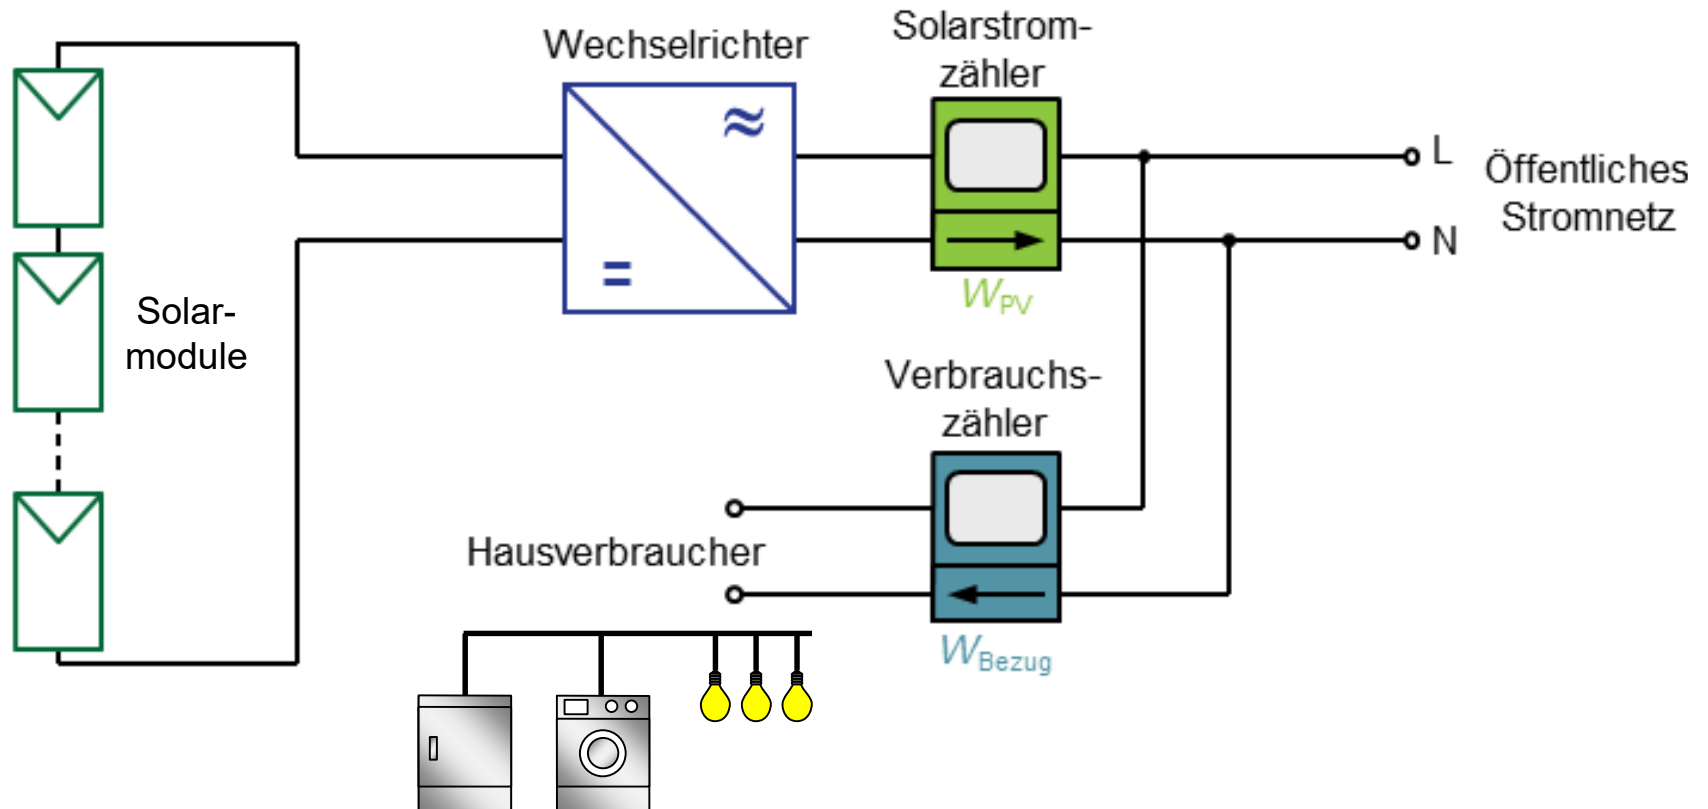 Wechselrichter
Solarstrom-
zähler
≈
=
W_PV
L
N
Öffentliches
Stromnetz
Solar-
module
Verbrauchs-
zähler
Hausverbraucher
W_Bezug